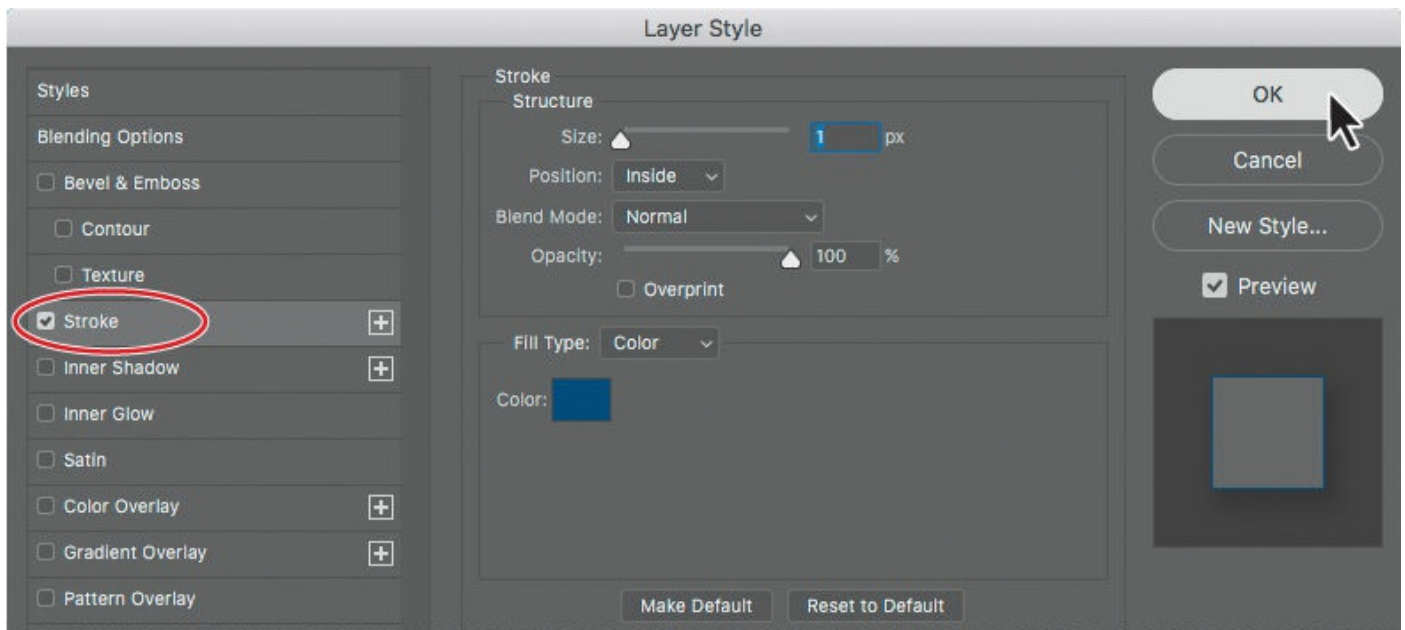 Layer Style
Styles
Blending Options
Bevel & Emboss
Contour
Texture
Stroke
Inner Shadow
Inner Glow
Satin
Color Overlay
Gradient Overlay
Pattern Overlay
Stroke
Structure
Size: 1 px
Position: Inside
Blend Mode: Normal
Opacity: 100 %
Overprint
Fill Type: Color
Color:
Make Default Reset to Default
OK
Cancel
New Style...
Preview